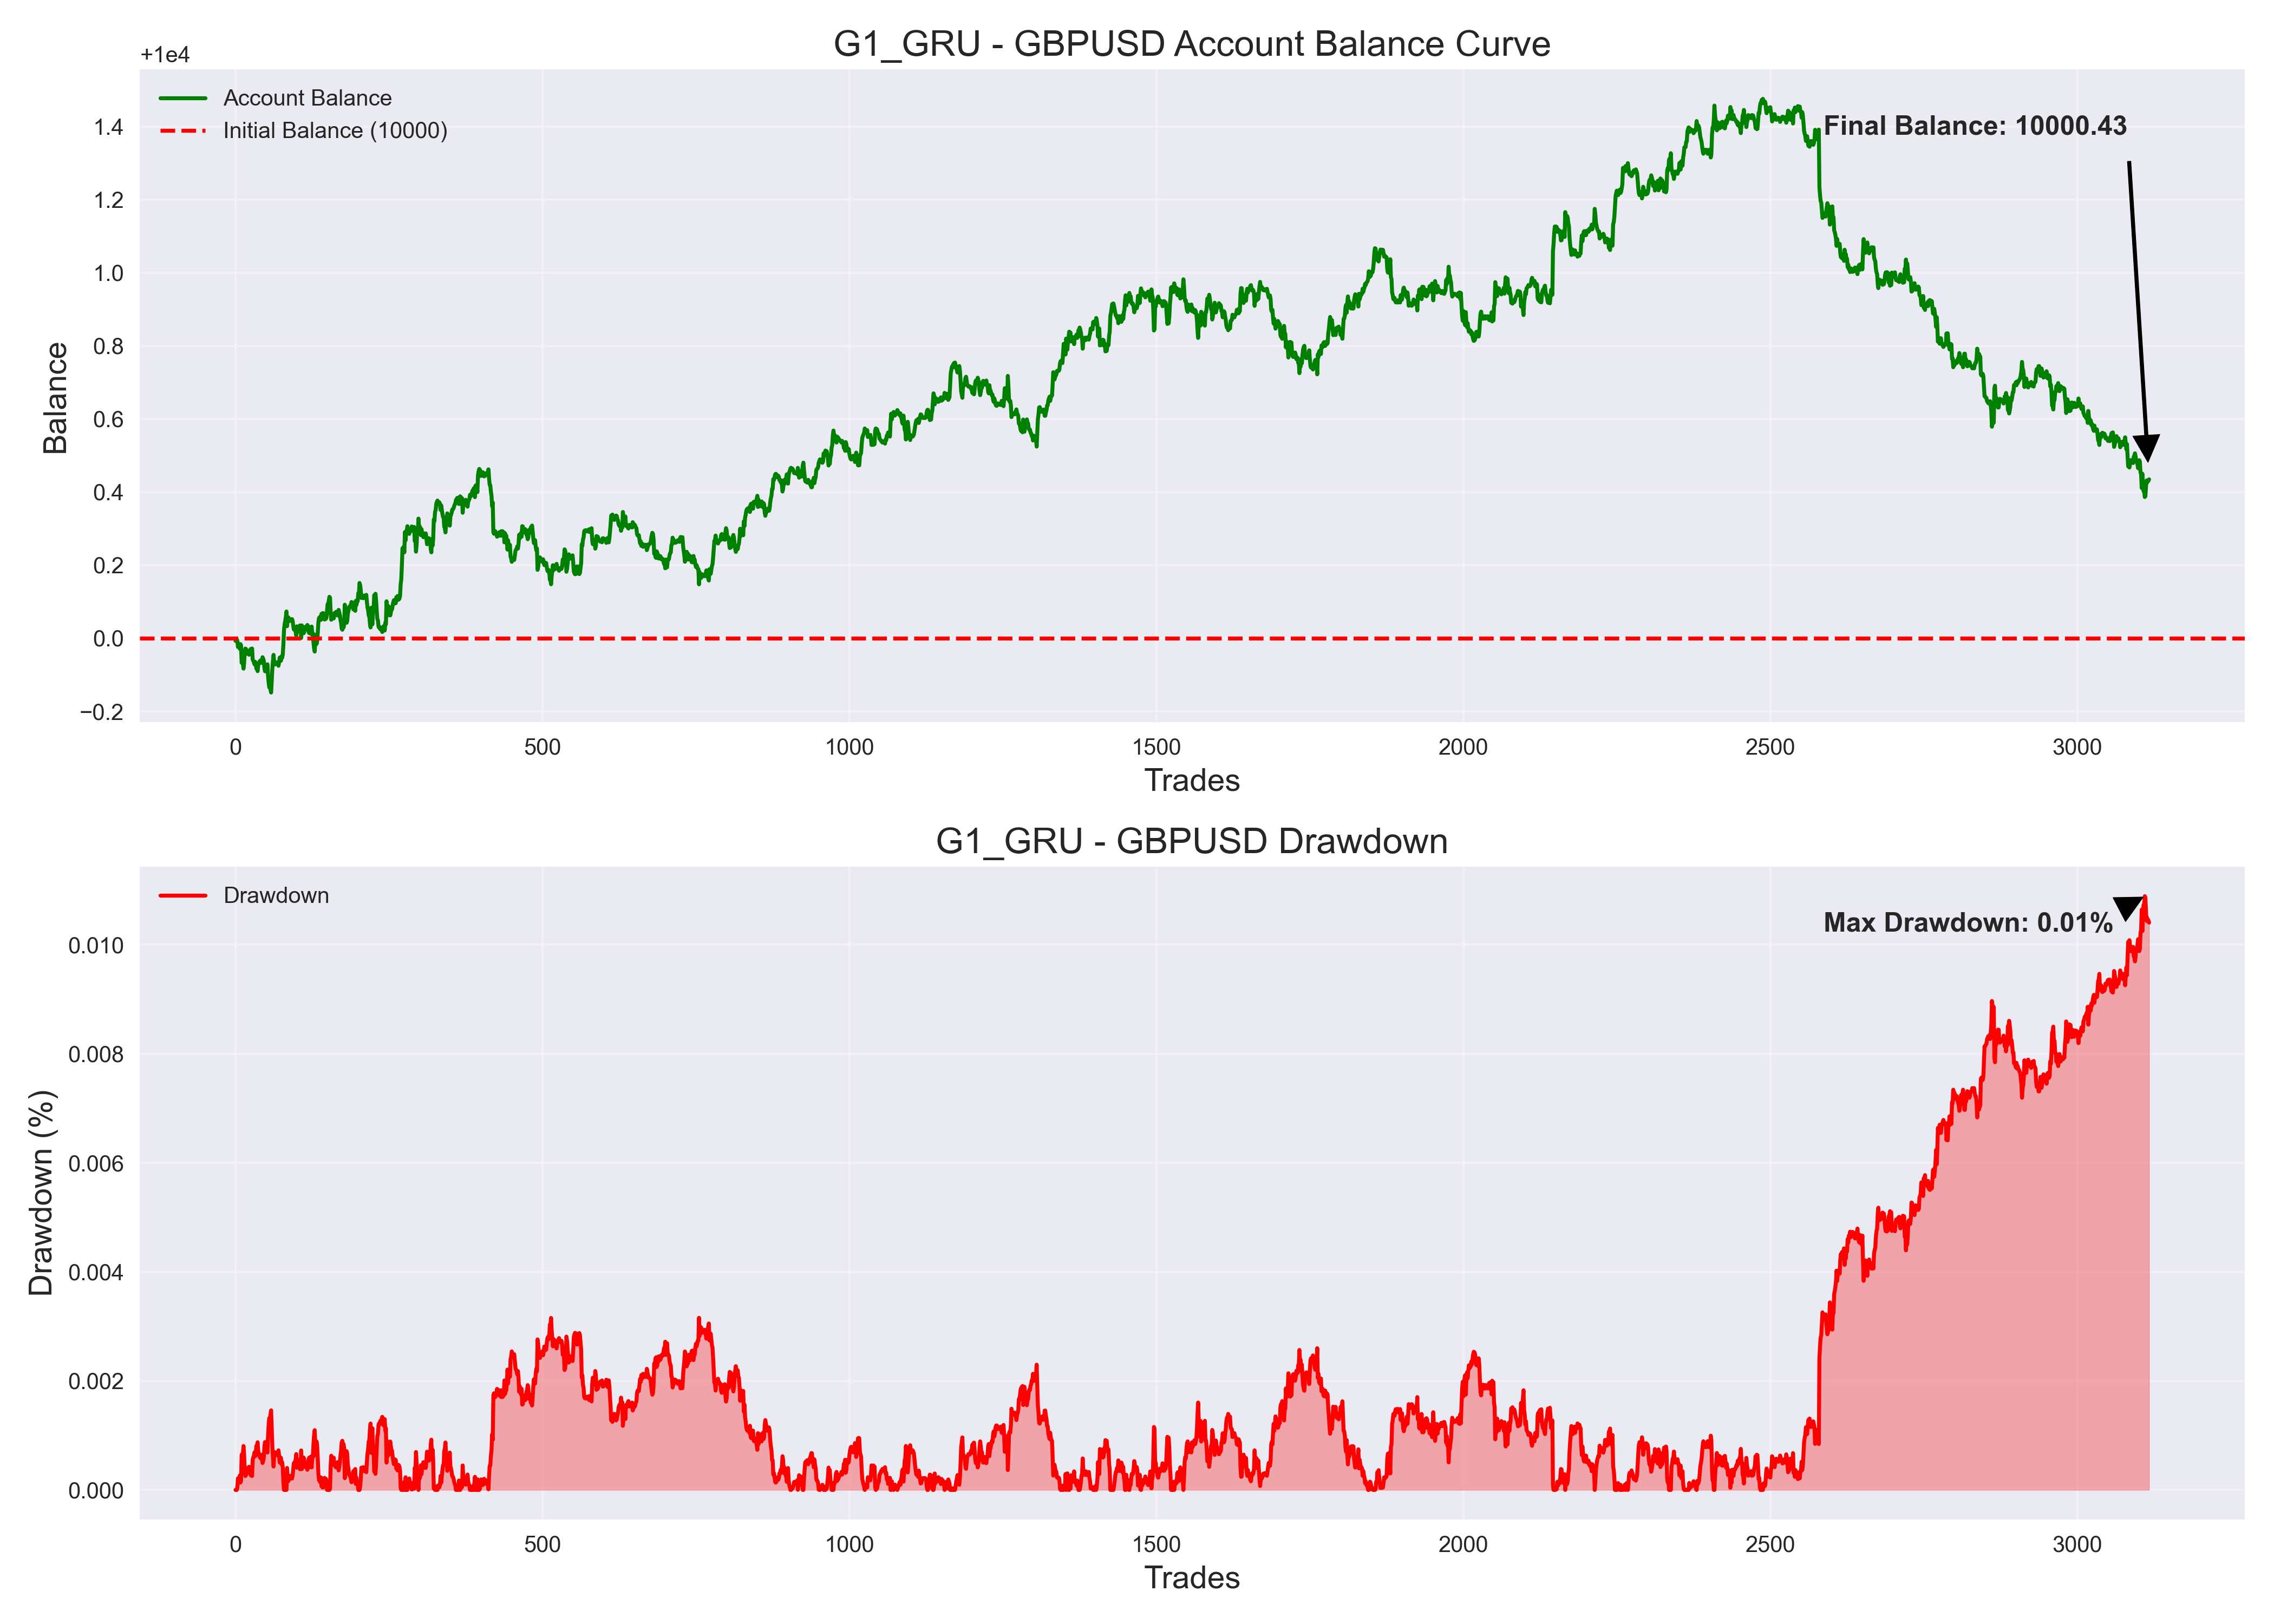 G1_GRU - GBPUSD Account Balance Curve
+1e4
Account Balance
Initial Balance (10000)
Final Balance: 10000.43
1.4
1.2
1.0
0.8
0.6
0.4
0.2
0.0
−0.2
Balance
0 500 1000 1500 2000 2500 3000
Trades
G1_GRU - GBPUSD Drawdown
Drawdown
Max Drawdown: 0.01%
0.010
0.008
0.006
0.004
0.002
0.000
Drawdown (%)
0 500 1000 1500 2000 2500 3000
Trades